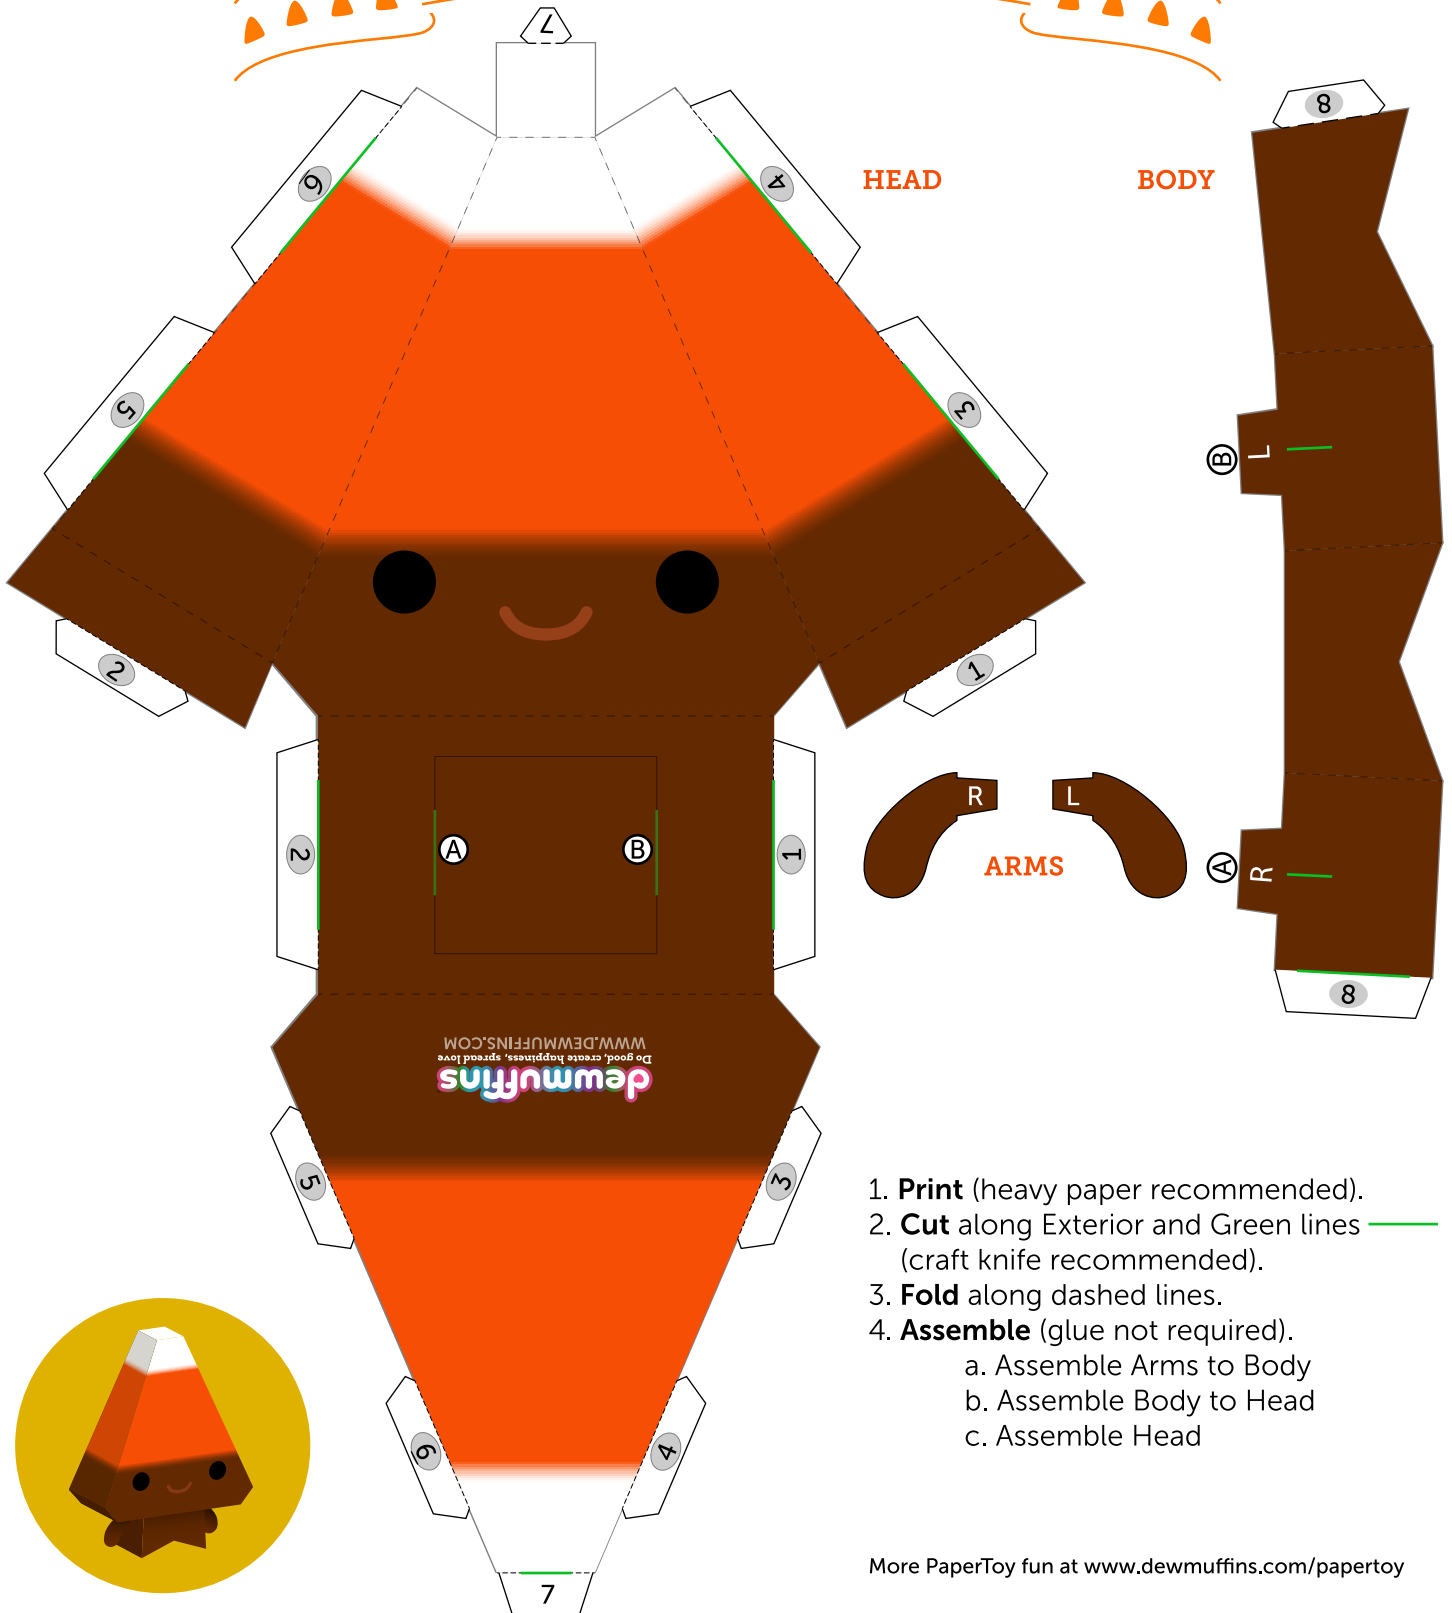 7
8
6
4
HEAD
BODY
5
3
B
L
2
1
R
L
2
A
B
1
ARMS
A
R
8
WWW.DEWMUFFINS.COM
Do good, create happiness, spread love
dewmuffins
5
3
1. Print (heavy paper recommended).
2. Cut along Exterior and Green lines
(craft knife recommended).
3. Fold along dashed lines.
4. Assemble (glue not required).
a. Assemble Arms to Body
b. Assemble Body to Head
c. Assemble Head
6
4
More PaperToy fun at www.dewmuffins.com/papertoy
7